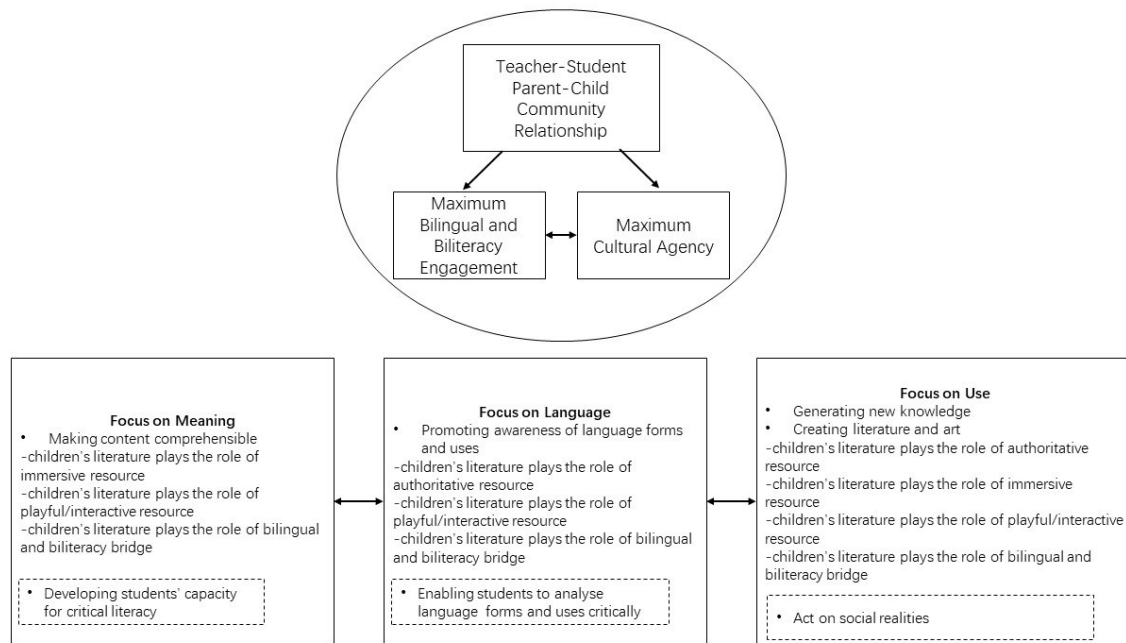 Teacher-Student
Parent-Child
Community
Relationship
Maximum
Bilingual and
Biliteracy
Engagement
Maximum
Cultural Agency
Focus on Meaning
• Making content comprehensible
-children's literature plays the role of
immersive resource
-children's literature plays the role of
playful/interactive resource
-children's literature plays the role of bilingual
and biliteracy bridge
• Developing students' capacity
for critical literacy
Focus on Language
• Promoting awareness of language forms
and uses
-children's literature plays the role of
authoritative resource
-children's literature plays the role of
playful/interactive resource
-children's literature plays the role of bilingual
and biliteracy bridge
• Enabling students to analyse
language forms and uses critically
Focus on Use
• Generating new knowledge
• Creating literature and art
-children's literature plays the role of authoritative
resource
-children's literature plays the role of immersive
resource
-children's literature plays the role of playful/interactive
resource
-children's literature plays the role of bilingual and
biliteracy bridge
• Act on social realities